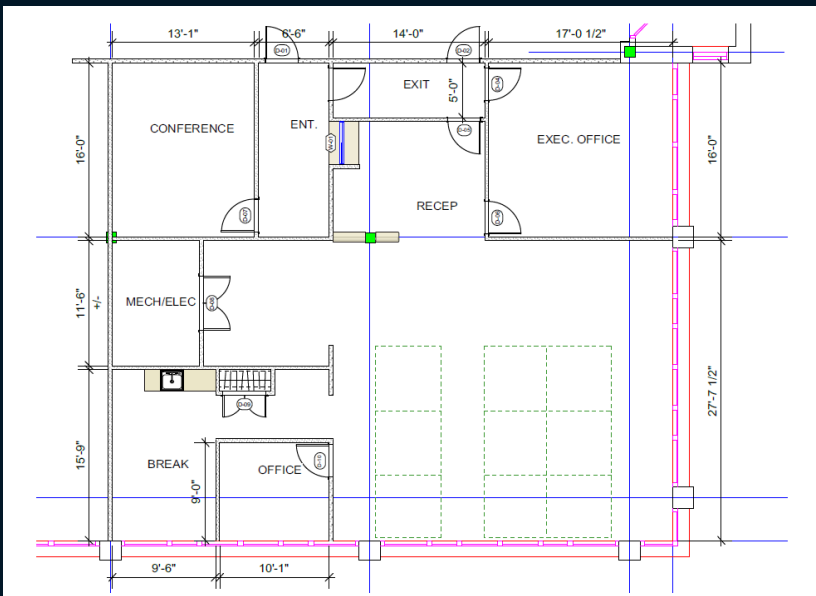 13'-1"
6'-6"
14'-0"
17'-0 1/2"
D-01
D-02
EXIT
5'-0"
D-04
CONFERENCE
ENT.
D-05
W-01
EXEC. OFFICE
16'-0"
16'-0"
RECEP
D-07
D-06
MECH/ELEC
D-08
11'-6"
+/-
27'-7 1/2"
D-09
BREAK
OFFICE
D-10
15'-9"
9'-0"
9'-6"
10'-1"